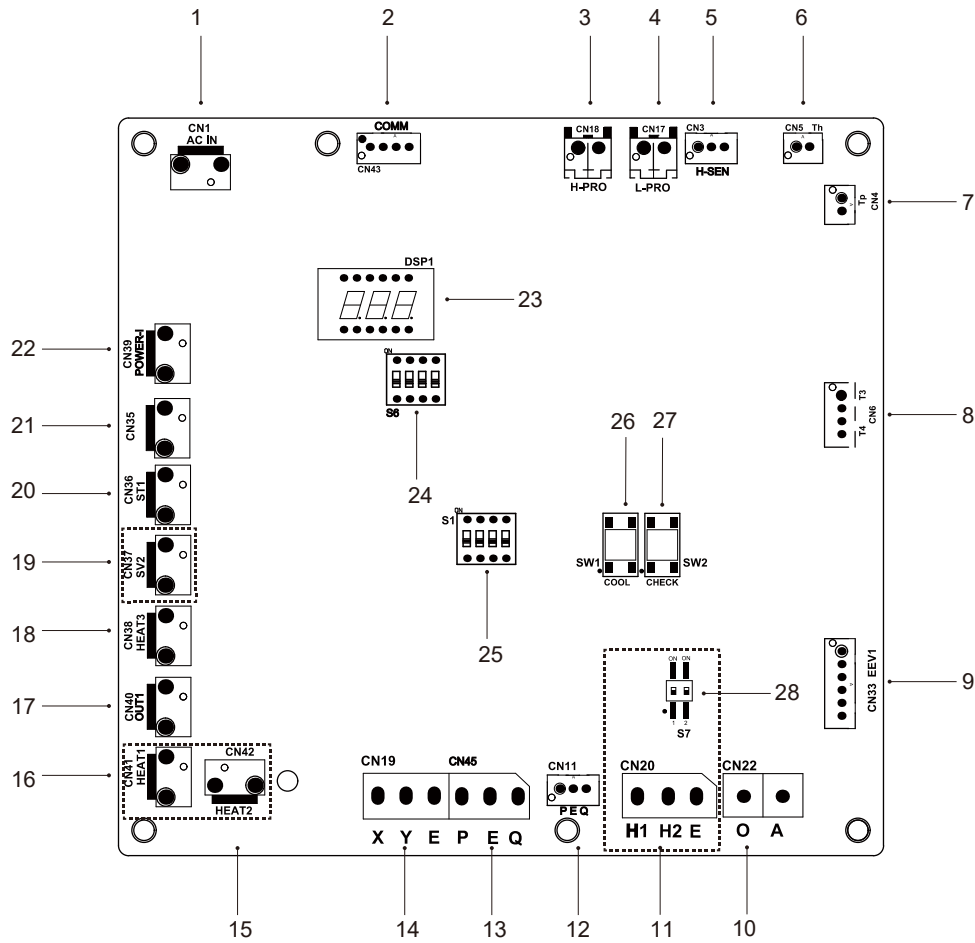 1 2 3 4 5 6
CN1
AC IN
COMM
CN43
CN18
H-PRO
CN17
L-PRO
CN3
H-SEN
CN5 Th
Tp
CN4
7
DSP1
23
22
CN39
POWER-I
ON
S6
24
21
CN35
T3
CN6
T4
8
26 27
20
CN36
ST1
ON
S1
25
SW1
COOL
SW2
CHECK
19
CN37
SV2
18
CN38
HEAT3
EEV1
CN33
9
17
CN40
OUT1
ON ON
1 2
S7
28
16
CN41
HEAT1
CN42
HEAT2
CN19 CN45
X Y E P E Q
CN11
P E Q
CN20
H1 H2 E
CN22
O A
15 14 13 12 11 10